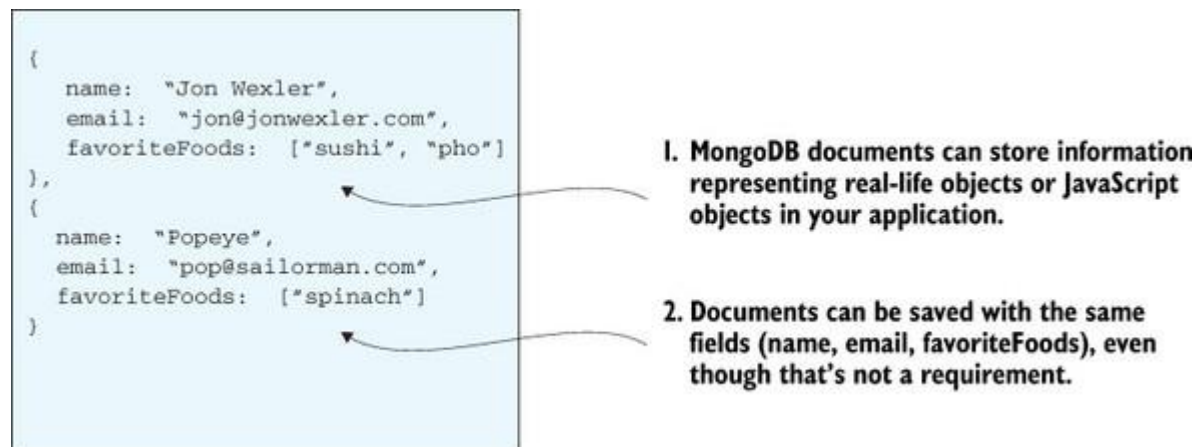 {
name: "Jon Wexler",
email: "jon@jonwexler.com",
favoriteFoods: ["sushi", "pho"]
},
{
name: "Popeye",
email: "pop@sailorman.com",
favoriteFoods: ["spinach"]
}
1. MongoDB documents can store information
representing real-life objects or JavaScript
objects in your application.
2. Documents can be saved with the same
fields (name, email, favoriteFoods), even
though that's not a requirement.